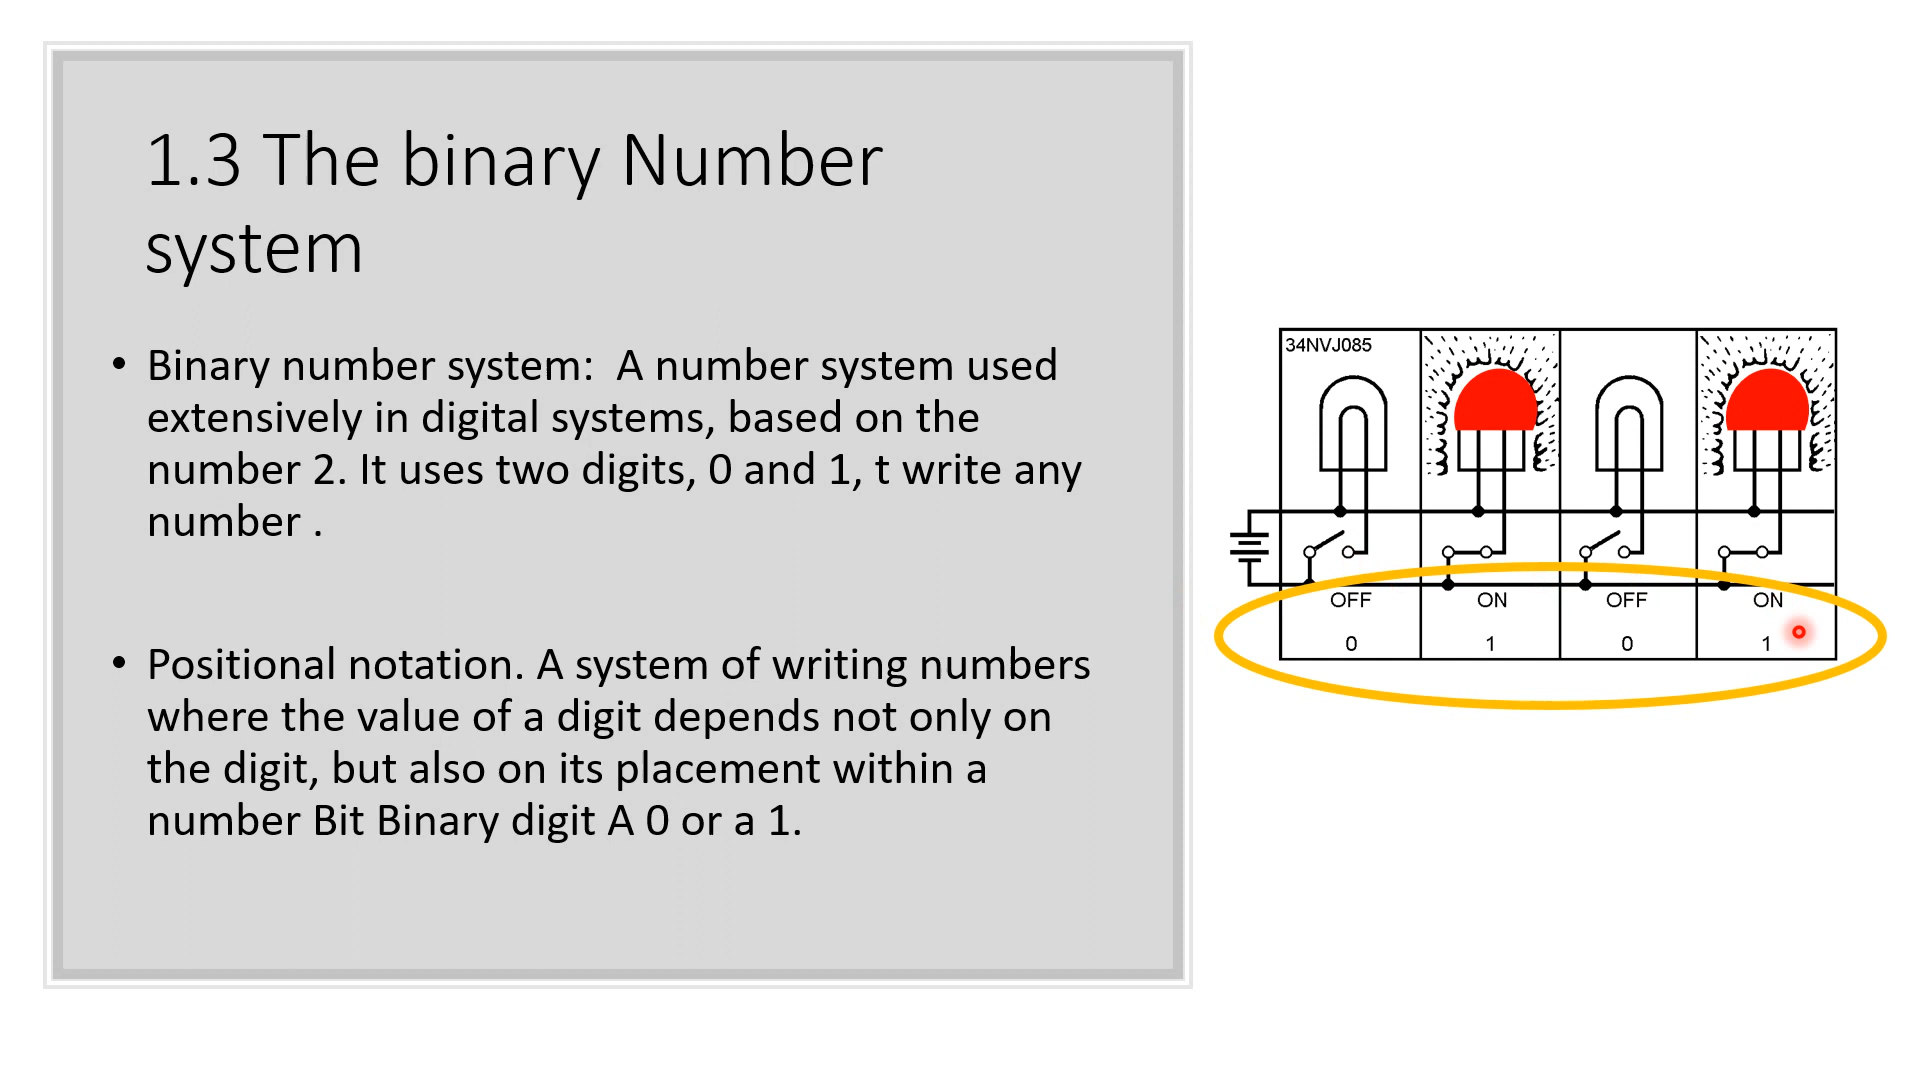 1.3 The binary Number
system
• Binary number system:  A number system used
extensively in digital systems, based on the
number 2. It uses two digits, 0 and 1, t write any
number .
• Positional notation. A system of writing numbers
where the value of a digit depends not only on
the digit, but also on its placement within a
number Bit Binary digit A 0 or a 1.
34NVJ085
OFF ON OFF ON
0 1 0 1